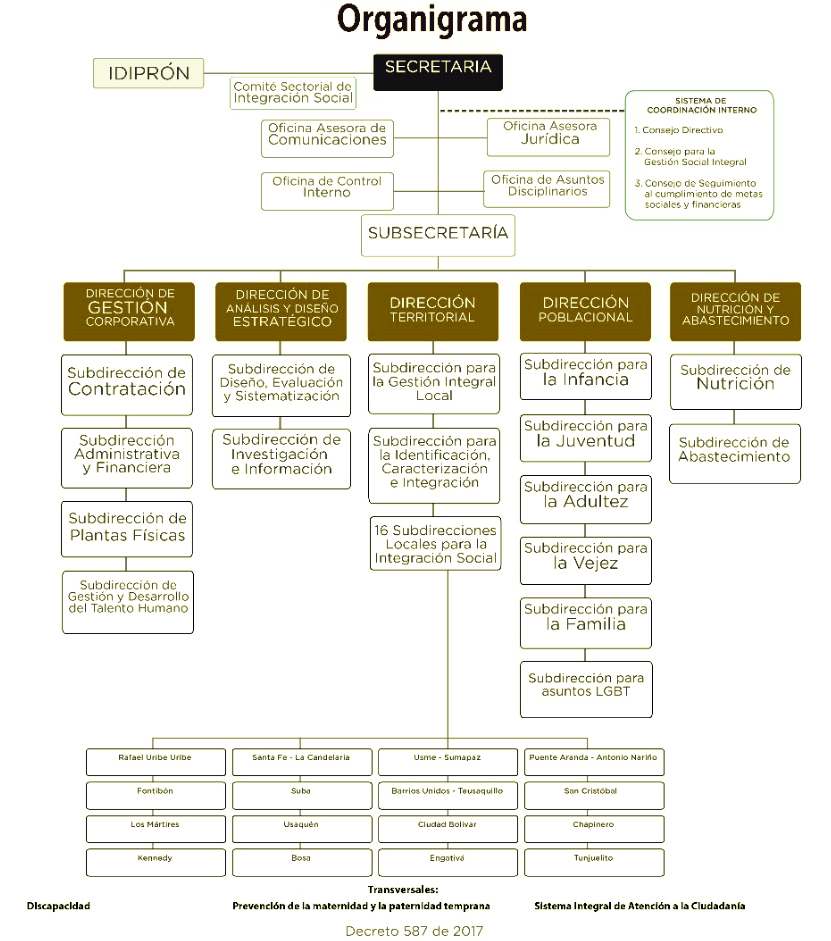 Organigrama
IDIPRÓN
SECRETARIA
Comité Sectorial de
Integración Social
SISTEMA DE
COORDINACIÓN INTERNO
1. Consejo Directivo
2. Consejo para la
Gestión Social Integral
3. Consejo de Seguimiento
al cumplimiento de metas
sociales y financieras
Oficina Asesora de
Comunicaciones
Oficina Asesora
Jurídica
Oficina de Control
Interno
Oficina de Asuntos
Disciplinarios
SUBSECRETARÍA
DIRECCIÓN DE
GESTIÓN
CORPORATIVA
DIRECCIÓN DE
ANÁLISIS Y DISEÑO
ESTRATÉGICO
DIRECCIÓN
TERRITORIAL
DIRECCIÓN
POBLACIONAL
DIRECCIÓN DE
NUTRICIÓN Y
ABASTECIMIENTO
Subdirección de
Contratación
Subdirección
Administrativa
y Financiera
Subdirección de
Plantas Físicas
Subdirección de
Gestión y Desarrollo
del Talento Humano
Subdirección de
Diseño, Evaluación
y Sistematización
Subdirección de
Investigación
e Información
Subdirección para
la Gestión Integral
Local
Subdirección para
la Identificación,
Caracterización
e Integración
16 Subdirecciones
Locales para la
Integración Social
Subdirección para
la Infancia
Subdirección para
la Juventud
Subdirección para
la Adultez
Subdirección para
la Vejez
Subdirección para
la Familia
Subdirección para
asuntos LGBT
Subdirección de
Nutrición
Subdirección de
Abastecimiento
Rafael Uribe Uribe
Santa Fe - La Candelaria
Usme - Sumapaz
Puente Aranda - Antonio Nariño
Fontibón
Suba
Barrios Unidos - Teusaquillo
San Cristóbal
Los Mártires
Usaquén
Ciudad Bolívar
Chapinero
Kennedy
Bosa
Engativá
Tunjuelito
Transversales:
Discapacidad
Prevención de la maternidad y la paternidad temprana
Sistema Integral de Atención a la Ciudadanía
Decreto 587 de 2017